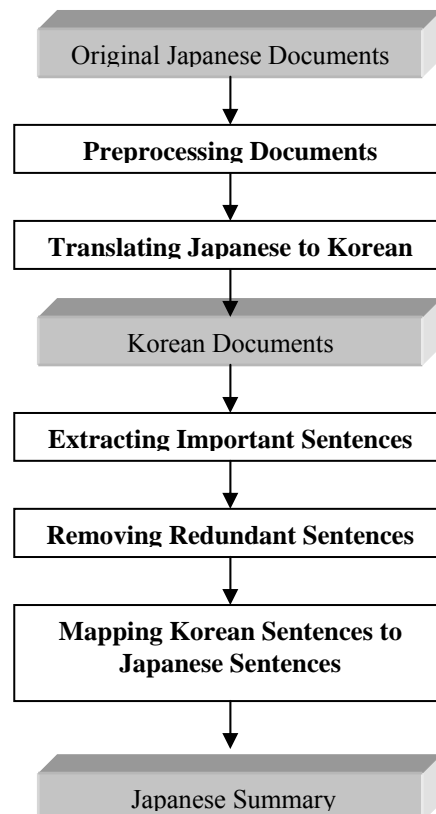 Original Japanese Documents
Preprocessing Documents
Translating Japanese to Korean
Korean Documents
Extracting Important Sentences
Removing Redundant Sentences
Mapping Korean Sentences to
Japanese Sentences
Japanese Summary